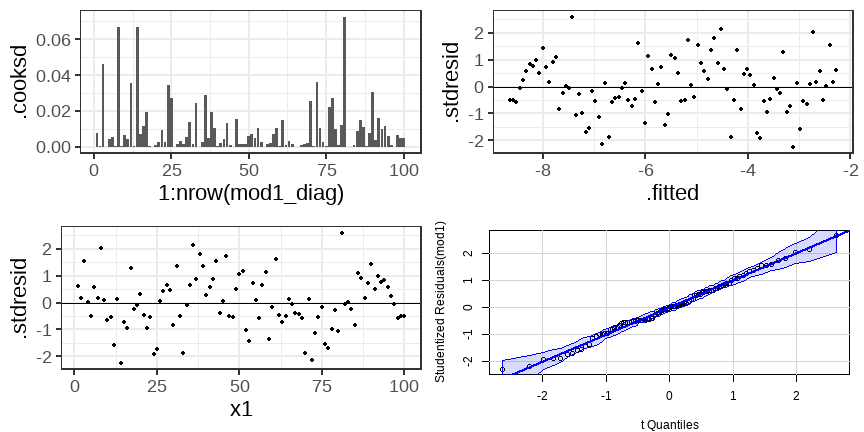 .cooksd
0.06
0.04
0.02
0.00
0 25 50 75 100
1:nrow(mod1_diag)
.stdresid
2
1
0
-1
-2
-8 -6 -4 -2
.fitted
.stdresid
2
1
0
-1
-2
0 25 50 75 100
x1
Studentized Residuals(mod1)
2
1
0
-1
-2
-2 -1 0 1 2
t Quantiles